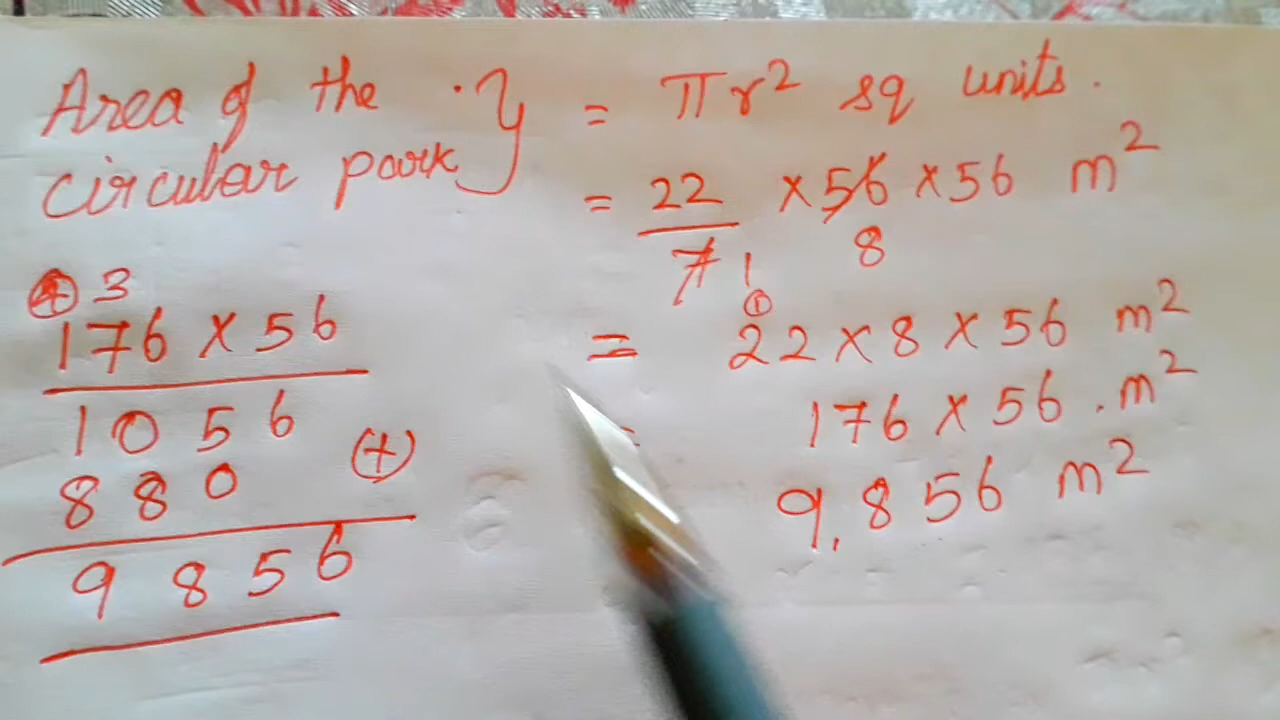 Area of the } = πr² sq units.
circular park
= 22/7 × 56 × 56 m²
1 8
1
= 22 × 8 × 56 m²
= 176 × 56 . m²
9,856 m²
4 3
176 × 56
1056
880 (+)
9856